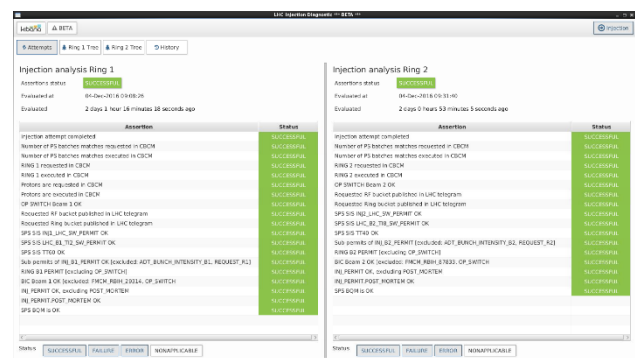 LHC Injection Diagnostic *** BETA ***
BETA
Injection
Attempts
Ring 1 Tree
Ring 2 Tree
History
Injection analysis Ring 1
Assertions status SUCCESSFUL
Evaluated at 04-Dec-2016 09:08:26
Evaluated 2 days 1 hour 16 minutes 18 seconds ago
Assertion Status
Injection attempt completed SUCCESSFUL
Number of PS batches matches requested in CBCM SUCCESSFUL
Number of PS batches matches executed in CBCM SUCCESSFUL
RING 1 requested in CBCM SUCCESSFUL
RING 1 executed in CBCM SUCCESSFUL
Protons are requested in CBCM SUCCESSFUL
Protons are executed in CBCM SUCCESSFUL
OP SWITCH Beam 1 OK SUCCESSFUL
Requested RF bucket published in LHC telegram SUCCESSFUL
Requested Ring bucket published in LHC telegram SUCCESSFUL
SPS SIS INJ1_LHC_SW_PERMIT OK SUCCESSFUL
SPS SIS LHC_B1_TI2_SW_PERMIT OK SUCCESSFUL
SPS SIS TT60 OK SUCCESSFUL
Sub permits of INJ_B1_PERMIT OK [excluded: ADT_BUNCH_INTENSITY_B1, REQUEST_R1] SUCCESSFUL
RING B1 PERMIT [excluding OP_SWITCH] SUCCESSFUL
BIC Beam 1 OK [excluded: FMCM_RBIH_29314, OP_SWITCH SUCCESSFUL
INJ_PERMIT OK, excluding POST_MORTEM SUCCESSFUL
INJ_PERMIT.POST_MORTEM OK SUCCESSFUL
SPS BQM is OK SUCCESSFUL
Status SUCCESSFUL FAILURE ERROR NONAPPLICABLE
Injection analysis Ring 2
Assertions status SUCCESSFUL
Evaluated at 04-Dec-2016 09:31:40
Evaluated 2 days 0 hours 53 minutes 5 seconds ago
Assertion Status
Injection attempt completed SUCCESSFUL
Number of PS batches matches requested in CBCM SUCCESSFUL
Number of PS batches matches executed in CBCM SUCCESSFUL
RING 2 requested in CBCM SUCCESSFUL
RING 2 executed in CBCM SUCCESSFUL
OP SWITCH Beam 2 OK SUCCESSFUL
Requested RF bucket published in LHC telegram SUCCESSFUL
Requested Ring bucket published in LHC telegram SUCCESSFUL
SPS SIS INJ2_LHC_SW_PERMIT OK SUCCESSFUL
SPS SIS LHC_B2_TI8_SW_PERMIT OK SUCCESSFUL
SPS SIS TT40 OK SUCCESSFUL
Sub permits of INJ_B2_PERMIT [excluded: ADT_BUNCH_INTENSITY_B2, REQUEST_R2] SUCCESSFUL
RING B2 PERMIT [excluding OP_SWITCH] SUCCESSFUL
BIC Beam 2 OK [excluded: FMCM_RBIH_87833, OP_SWITCH SUCCESSFUL
INJ_PERMIT OK, excluding POST_MORTEM SUCCESSFUL
INJ_PERMIT.POST_MORTEM OK SUCCESSFUL
SPS BQM is OK SUCCESSFUL
Status SUCCESSFUL FAILURE ERROR NONAPPLICABLE